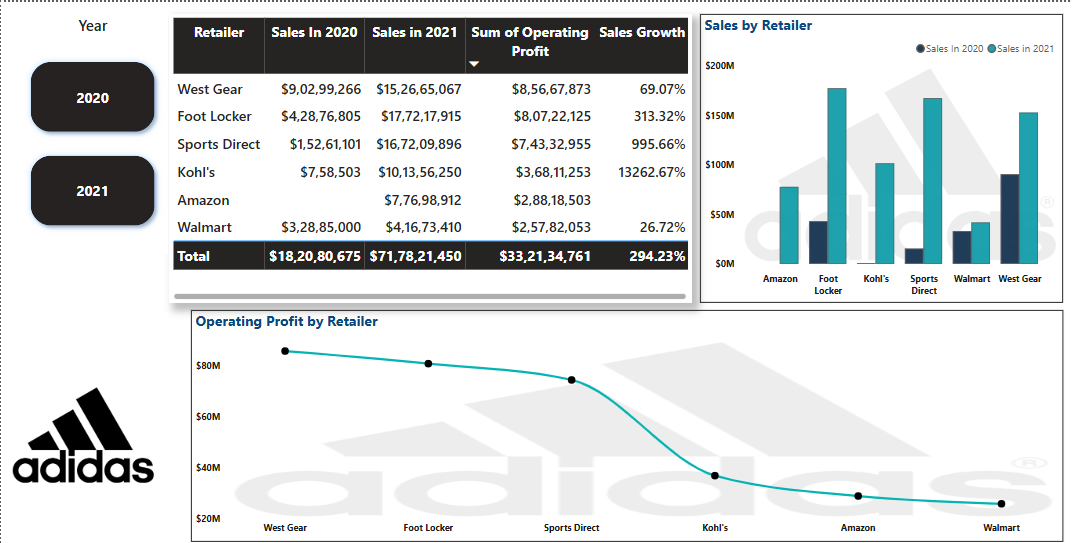 Year
2020
2021
Retailer Sales In 2020 Sales in 2021 Sum of Operating Profit Sales Growth
West Gear $9,02,99,266 $15,26,65,067 $8,56,67,873 69.07%
Foot Locker $4,28,76,805 $17,72,17,915 $8,07,22,125 313.32%
Sports Direct $1,52,61,101 $16,72,09,896 $7,43,32,955 995.66%
Kohl's $7,58,503 $10,13,56,250 $3,68,11,253 13262.67%
Amazon $7,76,98,912 $2,88,18,503
Walmart $3,28,85,000 $4,16,73,410 $2,57,82,053 26.72%
Total $18,20,80,675 $71,78,21,450 $33,21,34,761 294.23%
Sales by Retailer
Sales In 2020 Sales in 2021
$200M
$150M
$100M
$50M
$0M
adidas®
Amazon Foot Locker Kohl's Sports Direct Walmart West Gear
Operating Profit by Retailer
$80M
$60M
$40M
$20M
adidas®
West Gear Foot Locker Sports Direct Kohl's Amazon Walmart
adidas